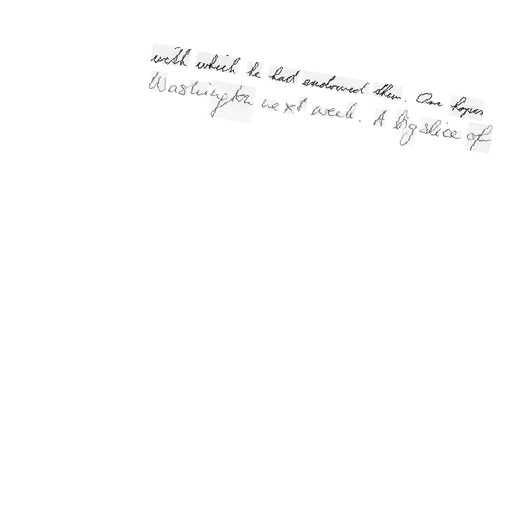 with which he had endowed them. One hopes
Washington next week. A big slice of